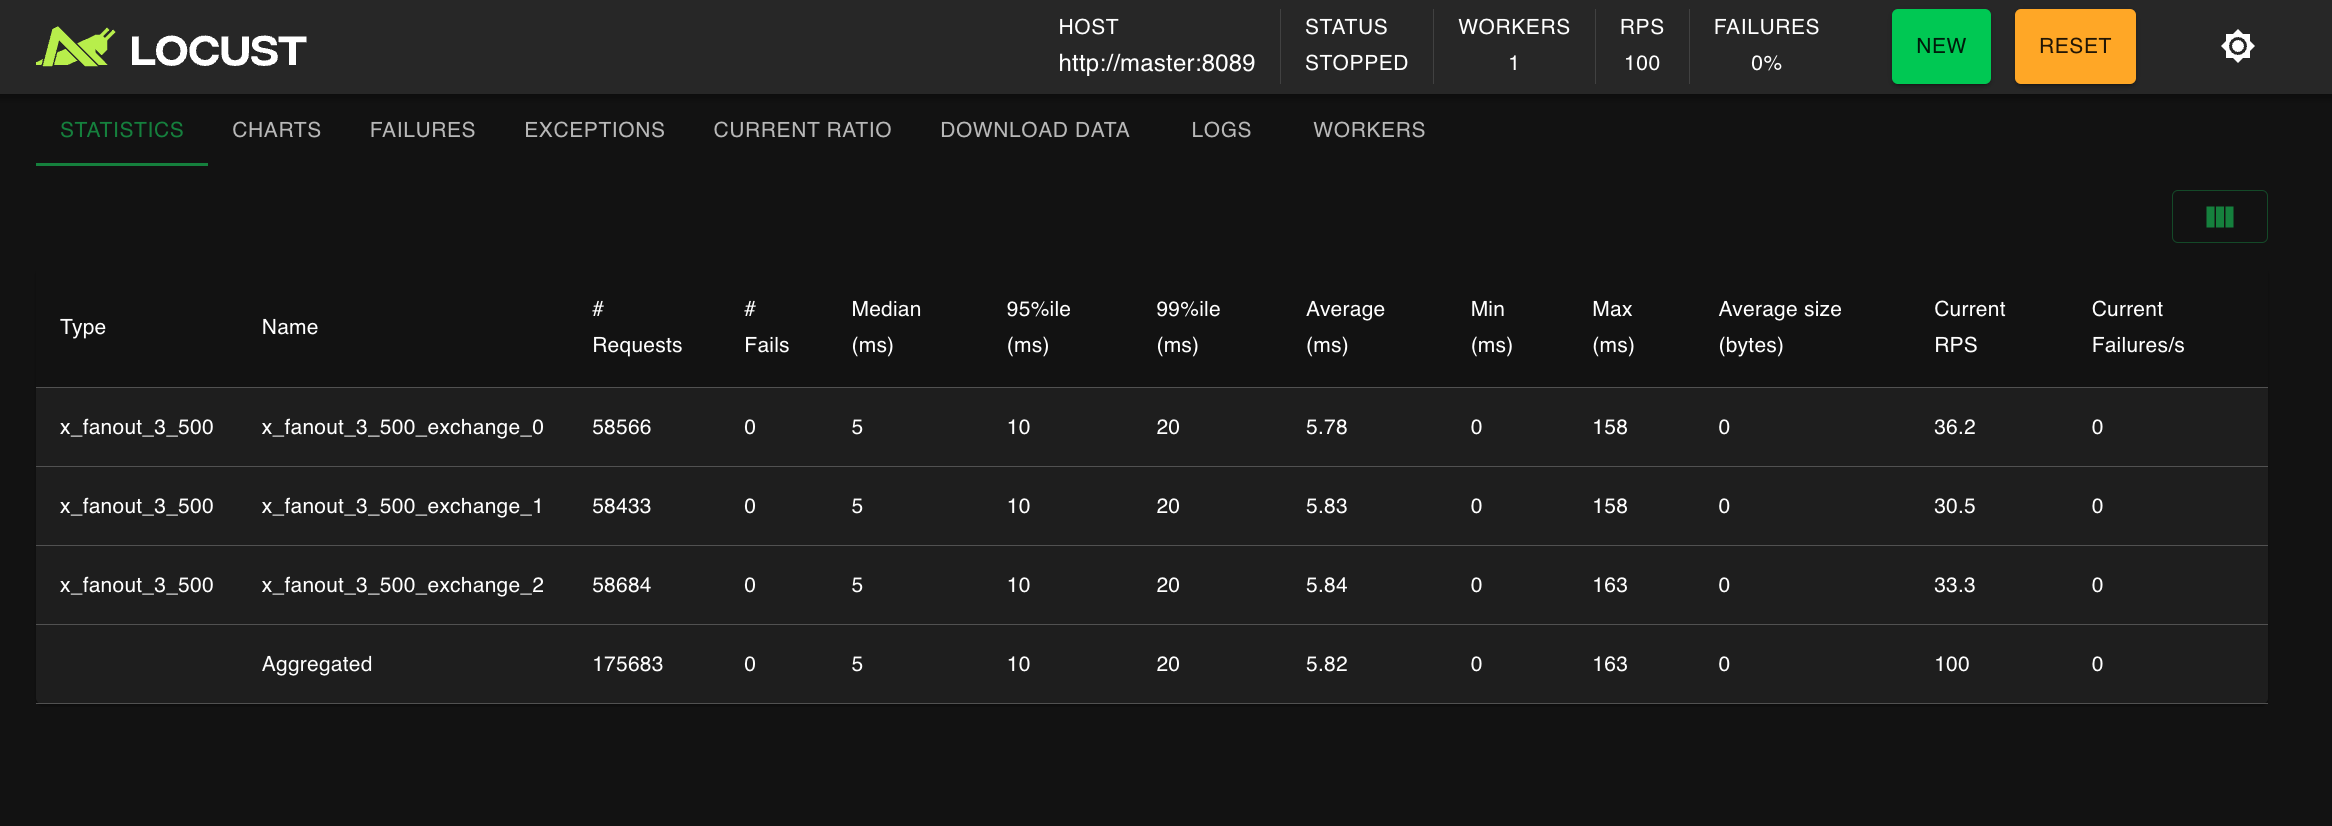 LOCUST
HOST
http://master:8089
STATUS
STOPPED
WORKERS
1
RPS
100
FAILURES
0%
NEW
RESET
STATISTICS CHARTS FAILURES EXCEPTIONS CURRENT RATIO DOWNLOAD DATA LOGS WORKERS
Type Name # Requests # Fails Median (ms) 95%ile (ms) 99%ile (ms) Average (ms) Min (ms) Max (ms) Average size (bytes) Current RPS Current Failures/s
x_fanout_3_500 x_fanout_3_500_exchange_0 58566 0 5 10 20 5.78 0 158 0 36.2 0
x_fanout_3_500 x_fanout_3_500_exchange_1 58433 0 5 10 20 5.83 0 158 0 30.5 0
x_fanout_3_500 x_fanout_3_500_exchange_2 58684 0 5 10 20 5.84 0 163 0 33.3 0
Aggregated 175683 0 5 10 20 5.82 0 163 0 100 0